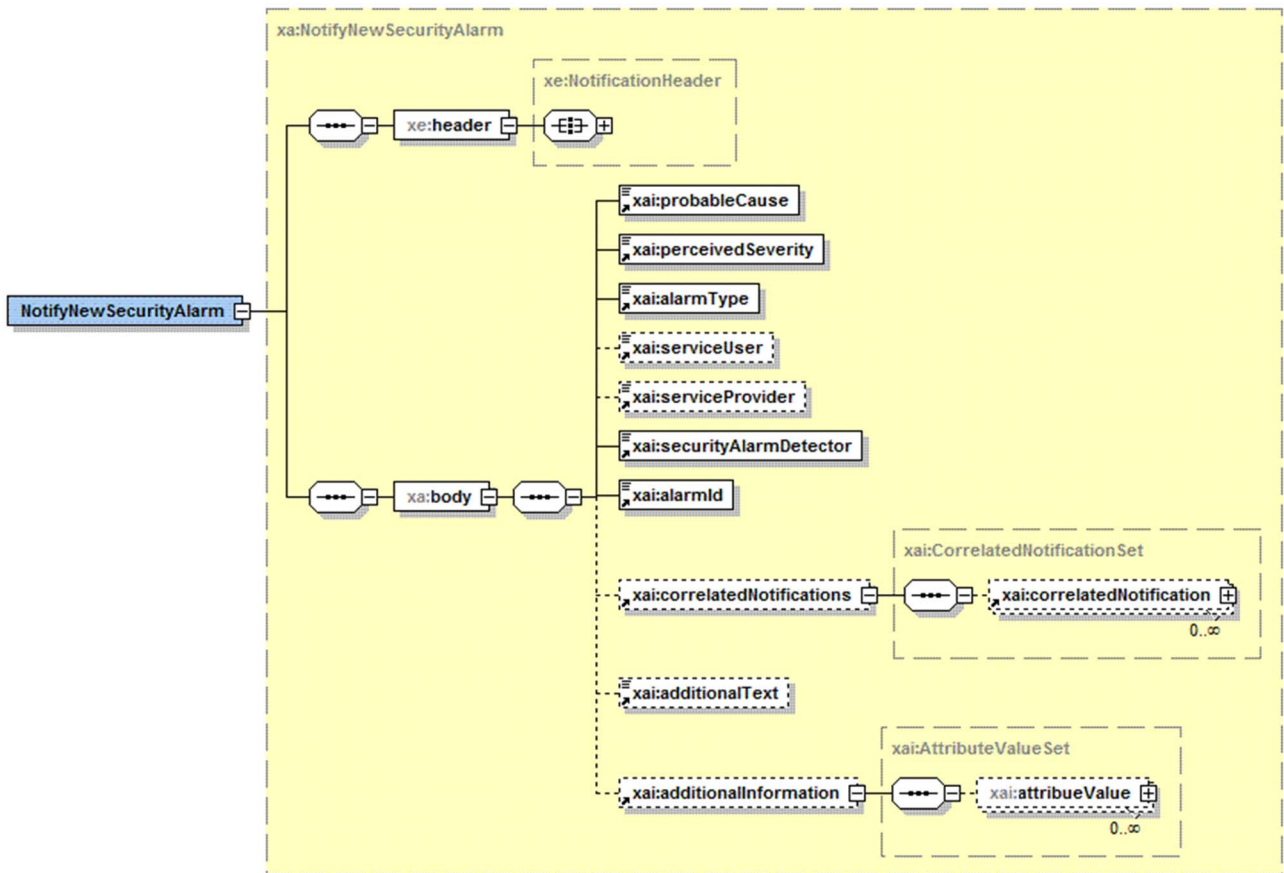 xa:NotifyNewSecurityAlarm
xe:NotificationHeader
xe:header
xai:probableCause
xai:perceivedSeverity
xai:alarmType
NotifyNewSecurityAlarm
xai:serviceUser
xai:serviceProvider
xai:securityAlarmDetector
xa:body
xai:alarmId
xai:CorrelatedNotificationSet
xai:correlatedNotifications
xai:correlatedNotification
0..∞
xai:additionalText
xai:AttributeValueSet
xai:additionalInformation
xai:attribueValue
0..∞